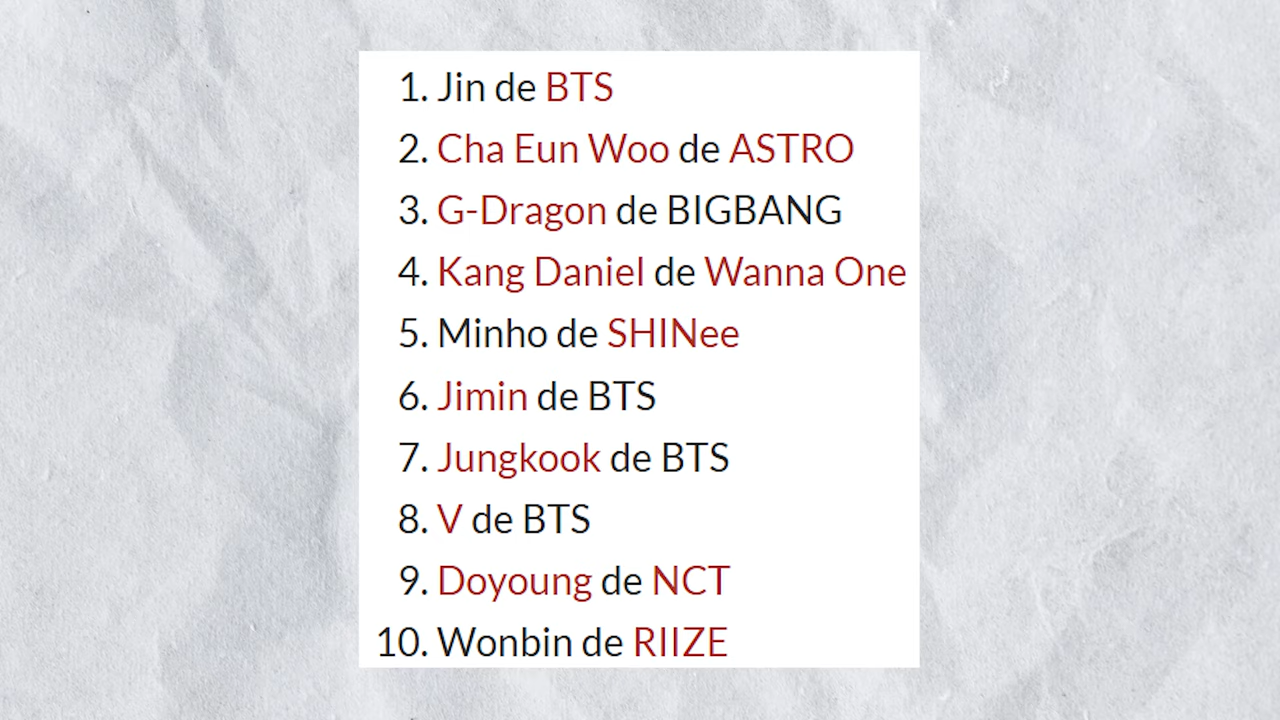 1. Jin de BTS
2. Cha Eun Woo de ASTRO
3. G-Dragon de BIGBANG
4. Kang Daniel de Wanna One
5. Minho de SHINee
6. Jimin de BTS
7. Jungkook de BTS
8. V de BTS
9. Doyoung de NCT
10. Wonbin de RIIZE